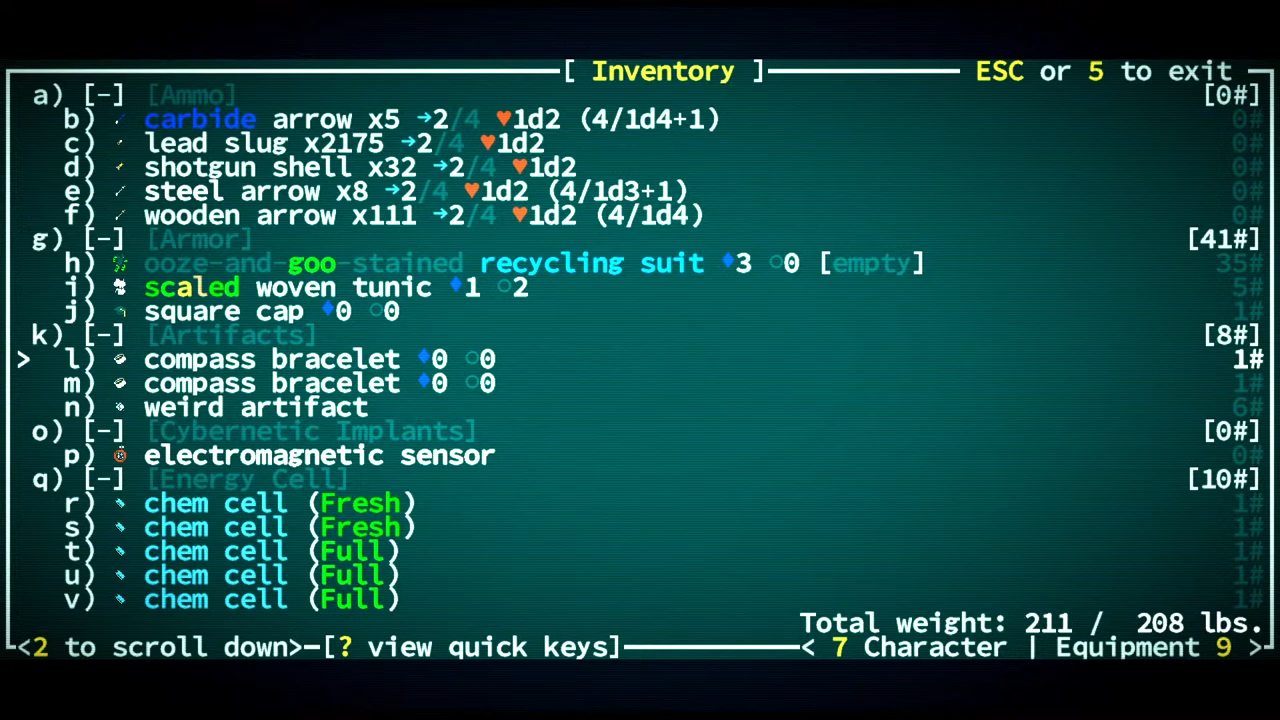 [ Inventory ] ESC or 5 to exit
a) [-] [Ammo] [0#]
b) carbide arrow x5 →2/4 ♥1d2 (4/1d4+1) 0#
c) lead slug x2175 →2/4 ♥1d2 0#
d) shotgun shell x32 →2/4 ♥1d2 0#
e) steel arrow x8 →2/4 ♥1d2 (4/1d3+1) 0#
f) wooden arrow x111 →2/4 ♥1d2 (4/1d4) 0#
g) [-] [Armor] [41#]
h) ooze-and-goo-stained recycling suit ♦3 ○0 [empty] 35#
i) scaled woven tunic ♦1 ○2 5#
j) square cap ♦0 ○0 1#
k) [-] [Artifacts] [8#]
> l) compass bracelet ♦0 ○0 1#
m) compass bracelet ♦0 ○0 1#
n) weird artifact 6#
o) [-] [Cybernetic Implants] [0#]
p) electromagnetic sensor 0#
q) [-] [Energy Cell] [10#]
r) chem cell (Fresh) 1#
s) chem cell (Fresh) 1#
t) chem cell (Full) 1#
u) chem cell (Full) 1#
v) chem cell (Full) 1#
Total weight: 211 / 208 lbs.
<2 to scroll down> [? view quick keys] < 7 Character | Equipment 9 >